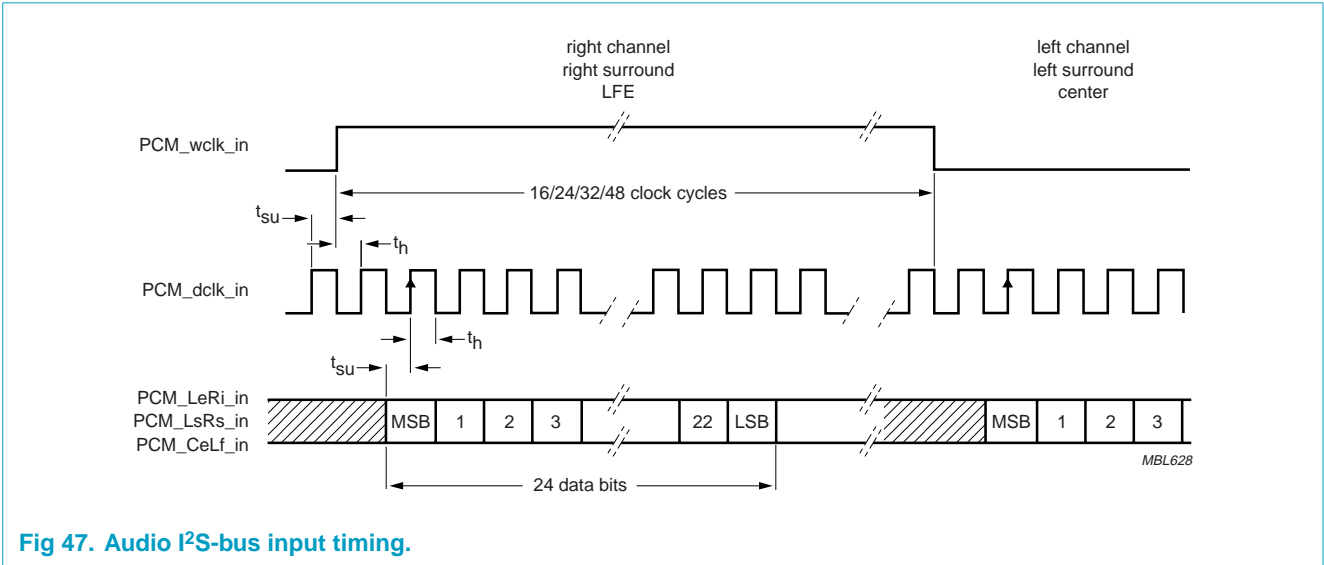 right channel
right surround
LFE
left channel
left surround
center
PCM_wclk_in
16/24/32/48 clock cycles
tsu
th
PCM_dclk_in
th
tsu
PCM_LeRi_in
PCM_LsRs_in
PCM_CeLf_in
MSB 1 2 3 22 LSB MSB 1 2 3
MBL628
24 data bits
Fig 47. Audio I²S-bus input timing.